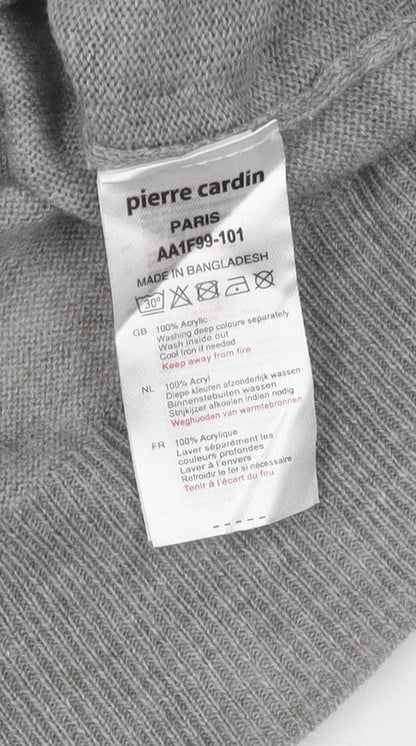 pierre cardin
PARIS
AA1F99-101
MADE IN BANGLADESH
30°
GB 100% Acrylic
Washing deep colours separately
Wash inside out
Cool Iron if needed
Keep away from fire
NL 100% Acryl
Diepe kleuren afzonderlijk wassen
Binnenstebuiten wassen
Strijkijzer afkoelen indien nodig
Weghuoden van warmtebronnen
FR 100% Acrylique
Laver séparément les
couleurs profondes
Laver à l'envers
Refroidir le fer si nécessaire
Tenir à l'écart du feu